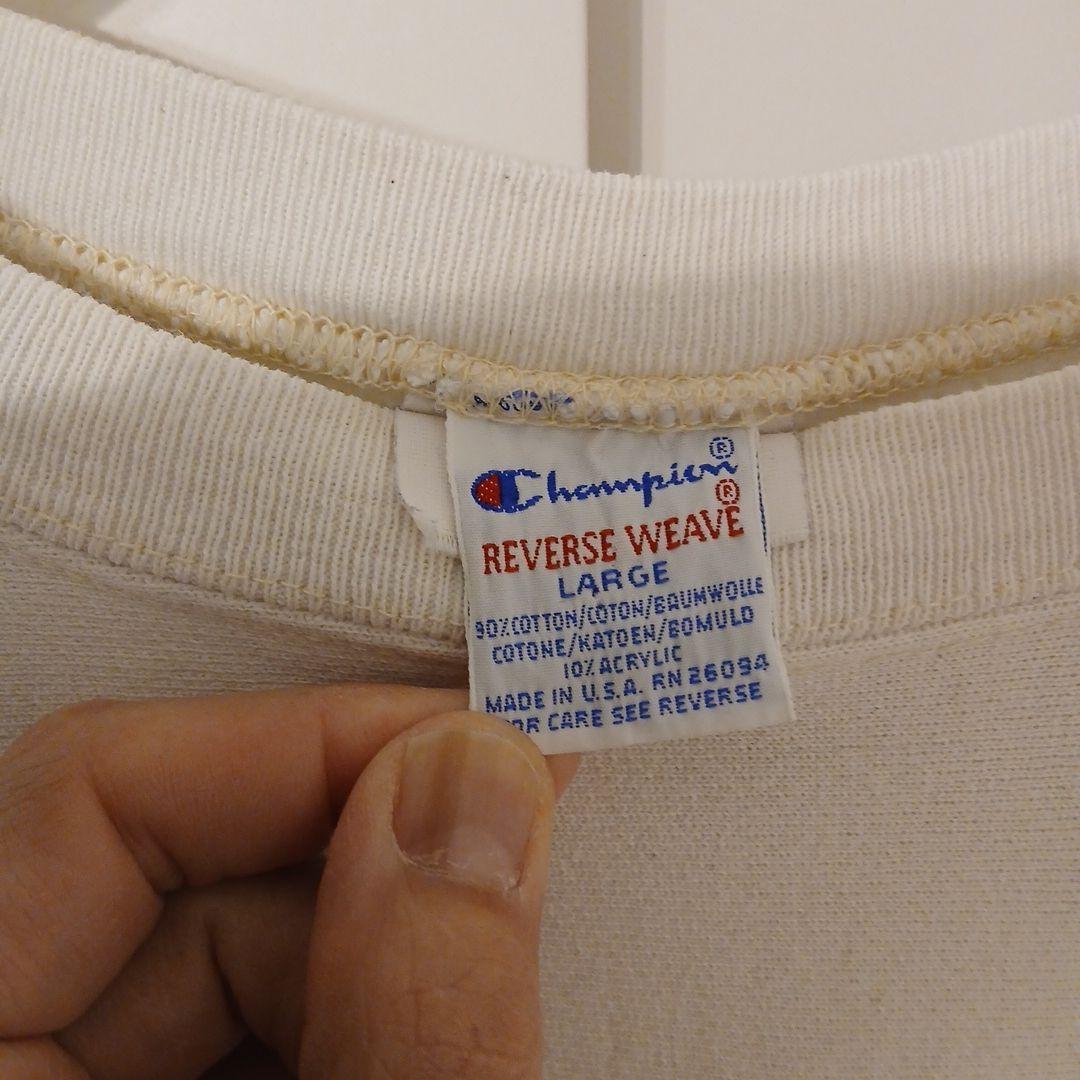 Champion®
REVERSE WEAVE®
LARGE
90% COTTON/COTON/BAUMWOLLE
COTONE/KATOEN/BOMULD
10% ACRYLIC
MADE IN U.S.A. RN 26094
FOR CARE SEE REVERSE